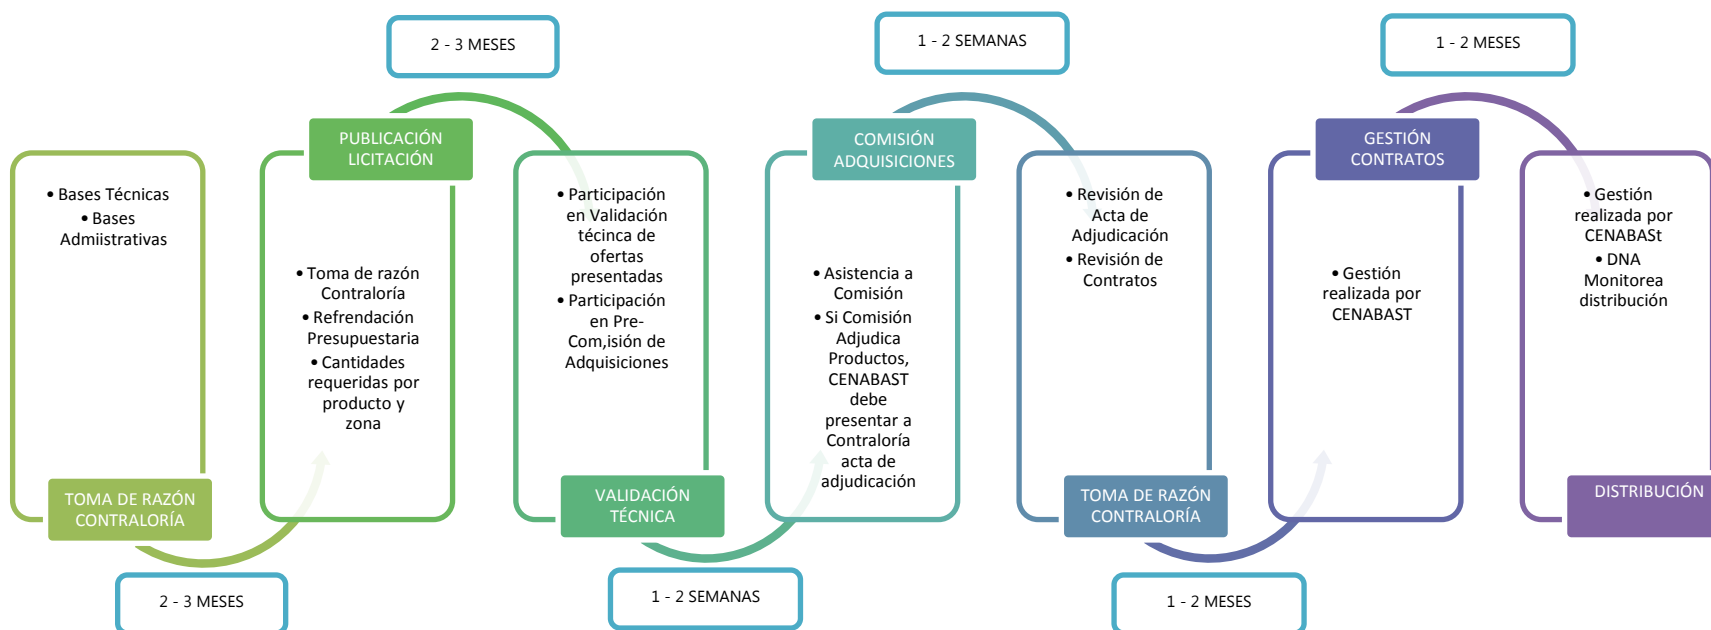 2 - 3 MESES
1 - 2 SEMANAS
1 - 2 MESES
• Bases Técnicas
• Bases
Admiistrativas
TOMA DE RAZÓN
CONTRALORÍA
2 - 3 MESES
PUBLICACIÓN
LICITACIÓN
• Toma de razón
Contraloría
• Refrendación
Presupuestaria
• Cantidades
requeridas por
producto y
zona
• Participación
en Validación
técinca de
ofertas
presentadas
• Participación
en Pre-
Com,isión de
Adquisiciones
VALIDACIÓN
TÉCNICA
1 - 2 SEMANAS
COMISIÓN
ADQUISICIONES
• Asistencia a
Comisión
• Si Comisión
Adjudica
Productos,
CENABAST
debe
presentar a
Contraloría
acta de
adjudicación
• Revisión de
Acta de
Adjudicación
• Revisión de
Contratos
TOMA DE RAZÓN
CONTRALORÍA
1 - 2 MESES
GESTIÓN
CONTRATOS
• Gestión
realizada por
CENABAST
• Gestión
realizada por
CENABASt
• DNA
Monitorea
distribución
DISTRIBUCIÓN